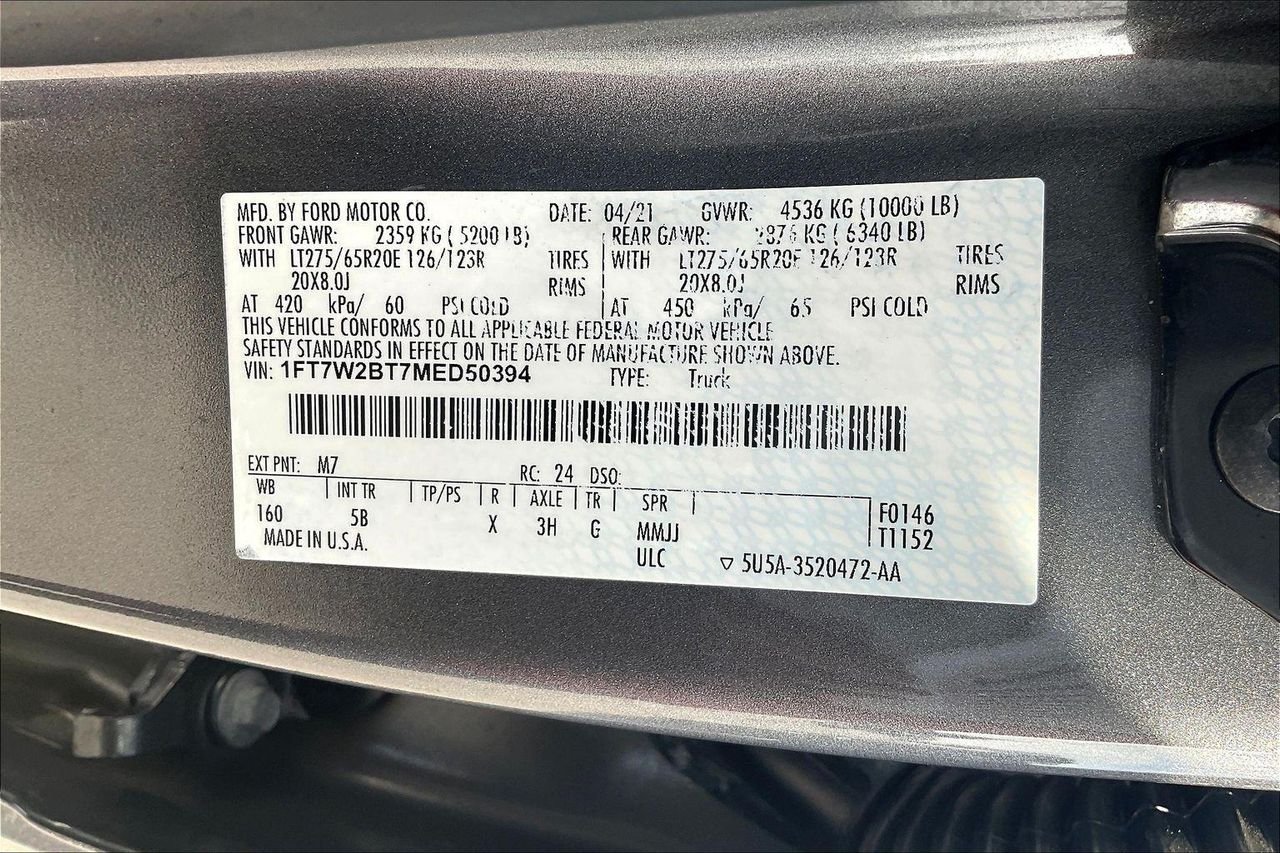 MFD. BY FORD MOTOR CO. DATE: 04/21 GVWR: 4536 KG (10000 LB)
FRONT GAWR: 2359 KG ( 5200 LB) REAR GAWR: 2876 KG ( 6340 LB)
WITH LT275/65R20E 126/123R TIRES WITH LT275/65R20E 126/123R TIRES
20X8.0J RIMS 20X8.0J RIMS
AT 420 kPa/ 60 PSI COLD AT 450 kPa/ 65 PSI COLD
THIS VEHICLE CONFORMS TO ALL APPLICABLE FEDERAL MOTOR VEHICLE
SAFETY STANDARDS IN EFFECT ON THE DATE OF MANUFACTURE SHOWN ABOVE.
VIN: 1FT7W2BT7MED50394 TYPE: Truck
EXT PNT: M7 RC: 24 DSO:
WB INT TR TP/PS R AXLE TR SPR
160 5B X 3H G MMJJ F0146
MADE IN U.S.A. ULC T1152
▽ 5U5A-3520472-AA